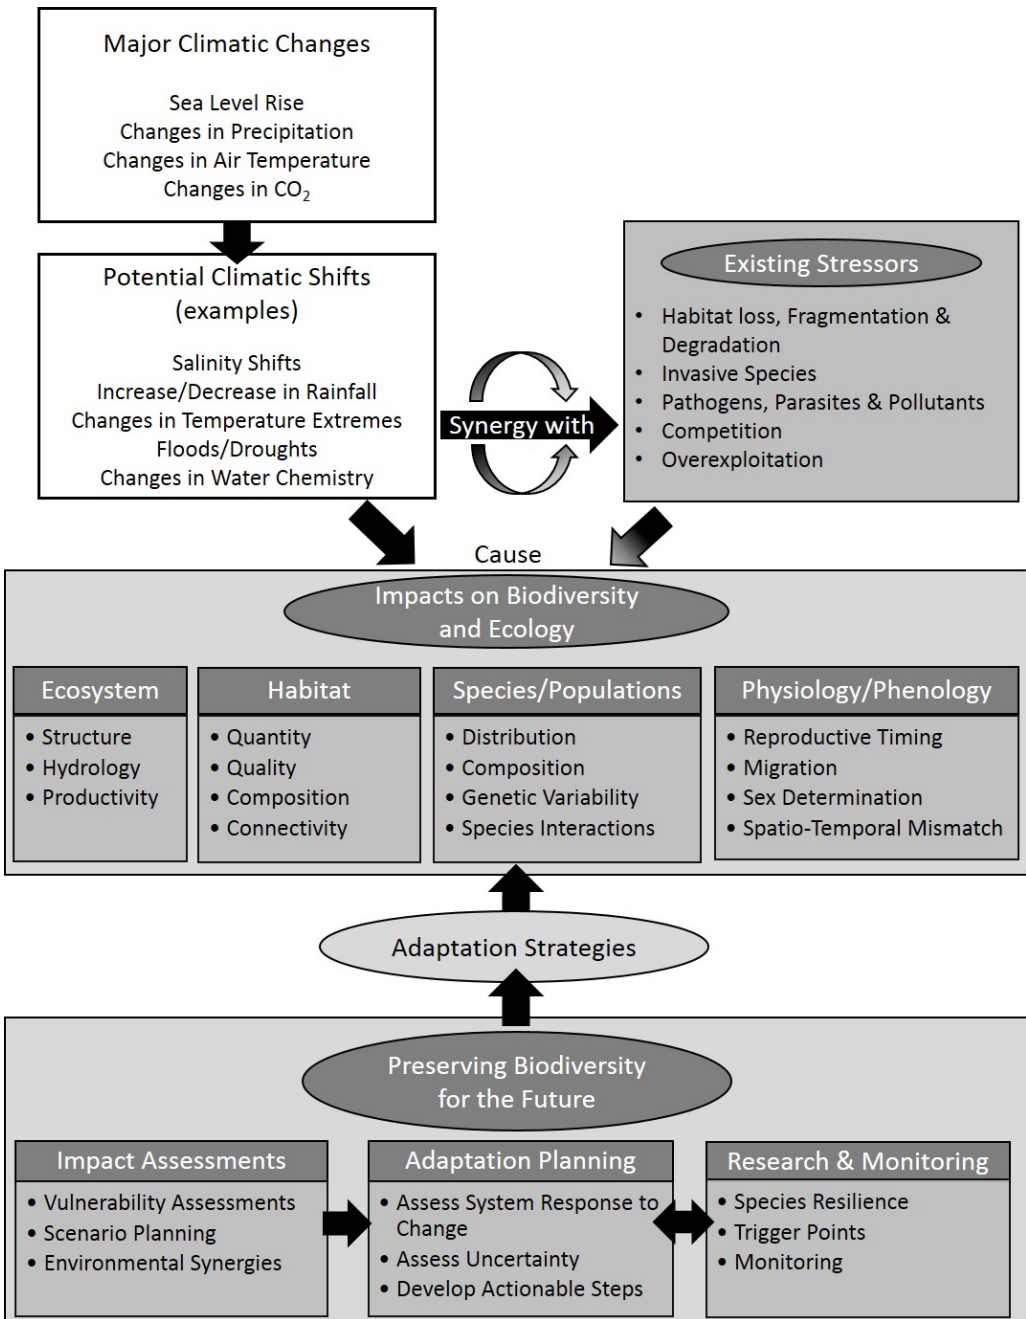 Major Climatic Changes
Sea Level Rise
Changes in Precipitation
Changes in Air Temperature
Changes in CO₂
Potential Climatic Shifts
(examples)
Salinity Shifts
Increase/Decrease in Rainfall
Changes in Temperature Extremes
Floods/Droughts
Changes in Water Chemistry
Synergy with
Existing Stressors
• Habitat loss, Fragmentation &
Degradation
• Invasive Species
• Pathogens, Parasites & Pollutants
• Competition
• Overexploitation
Cause
Impacts on Biodiversity
and Ecology
Ecosystem
• Structure
• Hydrology
• Productivity
Habitat
• Quantity
• Quality
• Composition
• Connectivity
Species/Populations
• Distribution
• Composition
• Genetic Variability
• Species Interactions
Physiology/Phenology
• Reproductive Timing
• Migration
• Sex Determination
• Spatio-Temporal Mismatch
Adaptation Strategies
Preserving Biodiversity
for the Future
Impact Assessments
• Vulnerability Assessments
• Scenario Planning
• Environmental Synergies
Adaptation Planning
• Assess System Response to
Change
• Assess Uncertainty
• Develop Actionable Steps
Research & Monitoring
• Species Resilience
• Trigger Points
• Monitoring